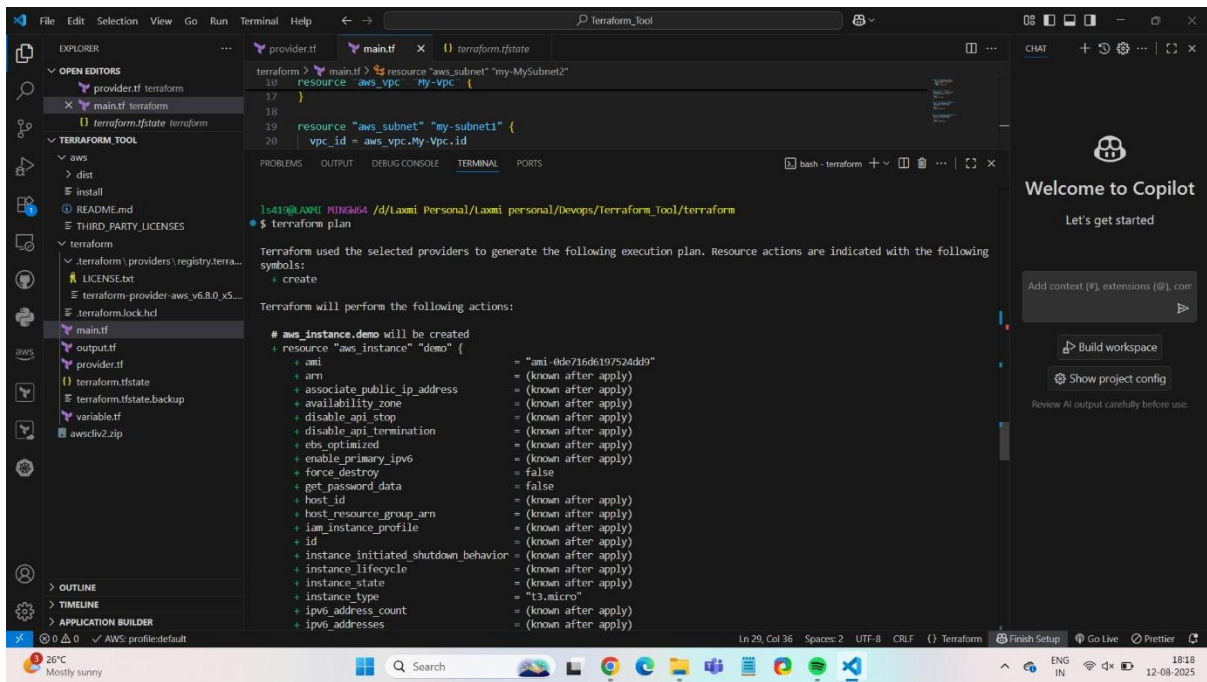 File Edit Selection View Go Run Terminal Help
Terraform_Tool
EXPLORER
OPEN EDITORS
provider.tf terraform
main.tf terraform
{} terraform.tfstate terraform
TERRAFORM_TOOL
aws
dist
install
README.md
THIRD_PARTY_LICENSES
terraform
.terraform\providers\registry.terra...
LICENSE.txt
terraform-provider-aws_v6.8.0_x5....
.terraform.lock.hcl
main.tf
output.tf
provider.tf
{} terraform.tfstate
terraform.tfstate.backup
variable.tf
awscliv2.zip
OUTLINE
TIMELINE
APPLICATION BUILDER
provider.tf main.tf {} terraform.tfstate
terraform > main.tf > resource "aws_subnet" "my-MySubnet2"
10 resource "aws_vpc" "My-Vpc" {
17 }
18
19 resource "aws_subnet" "my-subnet1" {
20 vpc_id = aws_vpc.My-Vpc.id
PROBLEMS OUTPUT DEBUG CONSOLE TERMINAL PORTS
bash - terraform
ls419@LAXMI MINGW64 /d/Laxmi Personal/Laxmi personal/Devops/Terraform_Tool/terraform
$ terraform plan
Terraform used the selected providers to generate the following execution plan. Resource actions are indicated with the following
symbols:
+ create
Terraform will perform the following actions:
# aws_instance.demo will be created
+ resource "aws_instance" "demo" {
+ ami = "ami-0de716d6197524dd9"
+ arn = (known after apply)
+ associate_public_ip_address = (known after apply)
+ availability_zone = (known after apply)
+ disable_api_stop = (known after apply)
+ disable_api_termination = (known after apply)
+ ebs_optimized = (known after apply)
+ enable_primary_ipv6 = (known after apply)
+ force_destroy = false
+ get_password_data = false
+ host_id = (known after apply)
+ host_resource_group_arn = (known after apply)
+ iam_instance_profile = (known after apply)
+ id = (known after apply)
+ instance_initiated_shutdown_behavior = (known after apply)
+ instance_lifecycle = (known after apply)
+ instance_state = (known after apply)
+ instance_type = "t3.micro"
+ ipv6_address_count = (known after apply)
+ ipv6_addresses = (known after apply)
CHAT
Welcome to Copilot
Let's get started
Add context (#), extensions (@), com
Build workspace
Show project config
Review AI output carefully before use.
0 0 AWS: profile:default
Ln 29, Col 36 Spaces: 2 UTF-8 CRLF {} Terraform Finish Setup Go Live Prettier
3
26°C
Mostly sunny
Search
ENG
IN
18:18
12-08-2025